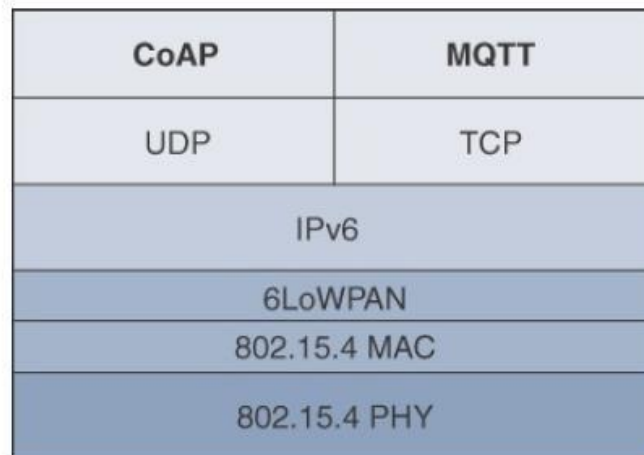 CoAP MQTT
UDP TCP
IPv6
6LoWPAN
802.15.4 MAC
802.15.4 PHY